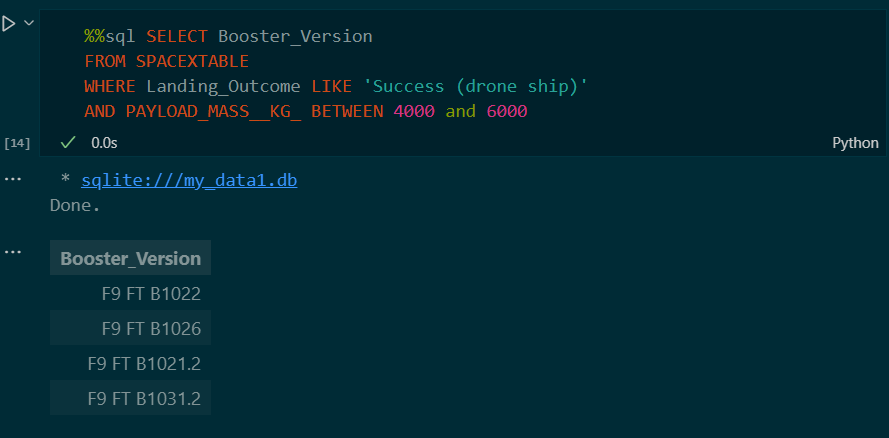 %%sql SELECT Booster_Version
FROM SPACEXTABLE
WHERE Landing_Outcome LIKE 'Success (drone ship)'
AND PAYLOAD_MASS__KG_ BETWEEN 4000 and 6000
[14] 0.0s Python
* sqlite:///my_data1.db
Done.
Booster_Version
F9 FT B1022
F9 FT B1026
F9 FT B1021.2
F9 FT B1031.2